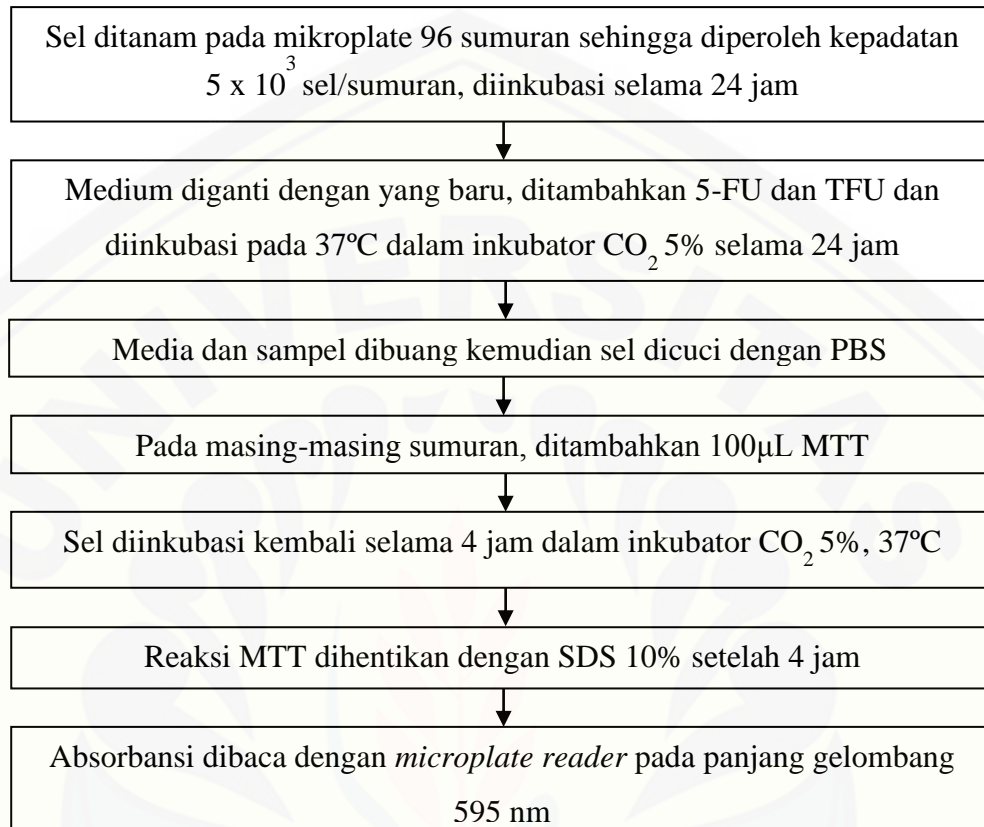 Sel ditanam pada mikroplate 96 sumuran sehingga diperoleh kepadatan
5 x 10³ sel/sumuran, diinkubasi selama 24 jam
Medium diganti dengan yang baru, ditambahkan 5-FU dan TFU dan
diinkubasi pada 37ºC dalam inkubator CO₂ 5% selama 24 jam
UNIVERSITAS
Media dan sampel dibuang kemudian sel dicuci dengan PBS
Pada masing-masing sumuran, ditambahkan 100μL MTT
Sel diinkubasi kembali selama 4 jam dalam inkubator CO₂ 5%, 37ºC
Reaksi MTT dihentikan dengan SDS 10% setelah 4 jam
Absorbansi dibaca dengan microplate reader pada panjang gelombang
595 nm